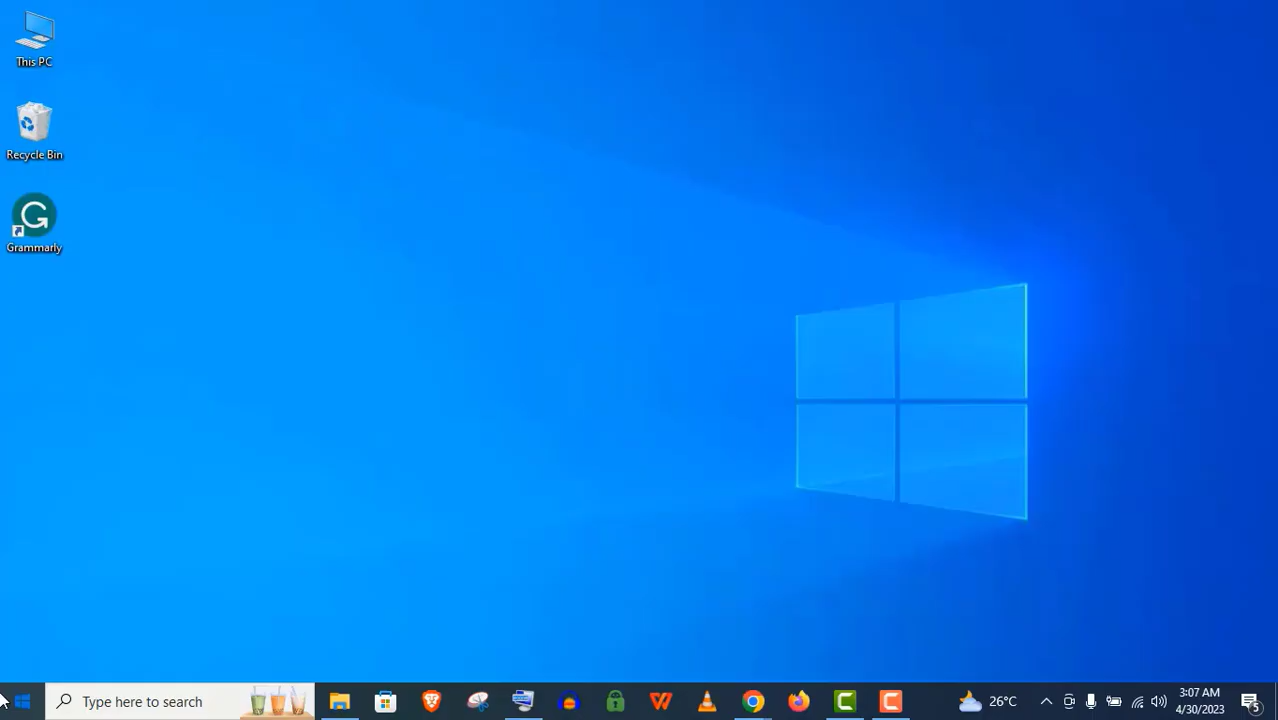 This PC
Recycle Bin
Grammarly
Type here to search
26°C
3:07 AM
4/30/2023
5